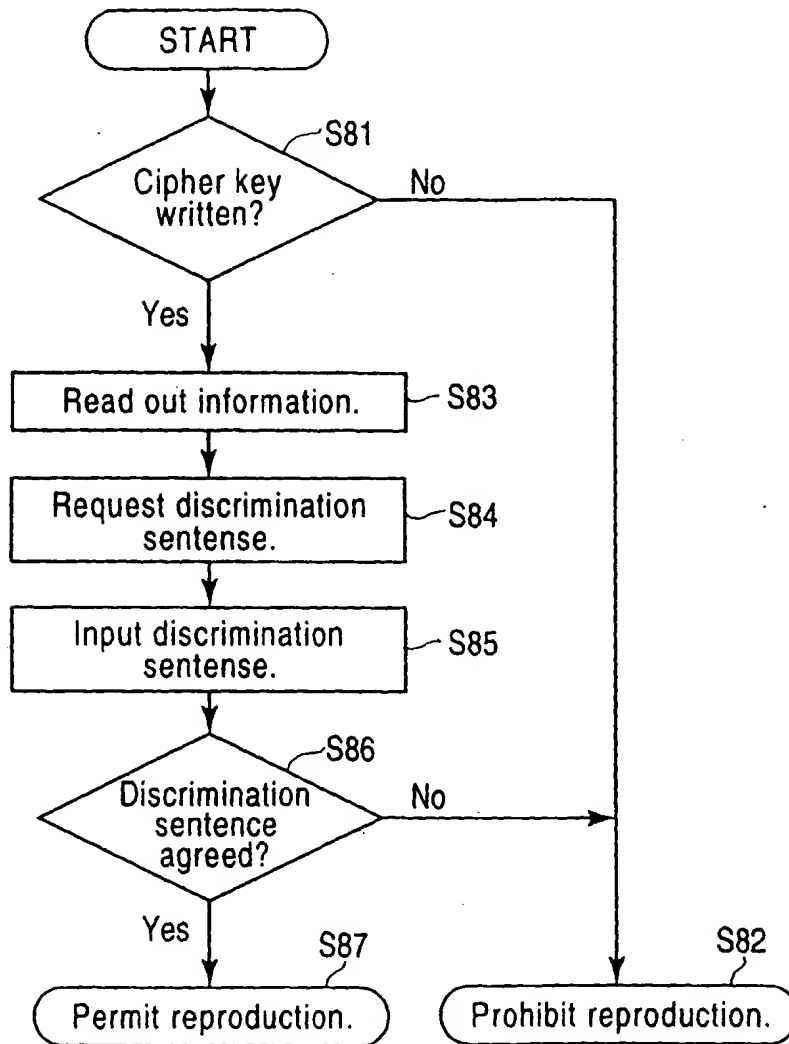 START
S81
Cipher key
written?
No
Yes
Read out information.
S83
Request discrimination
sentense.
S84
Input discrimination
sentense.
S85
S86
Discrimination
sentence
agreed?
No
Yes
S87
Permit reproduction.
S82
Prohibit reproduction.